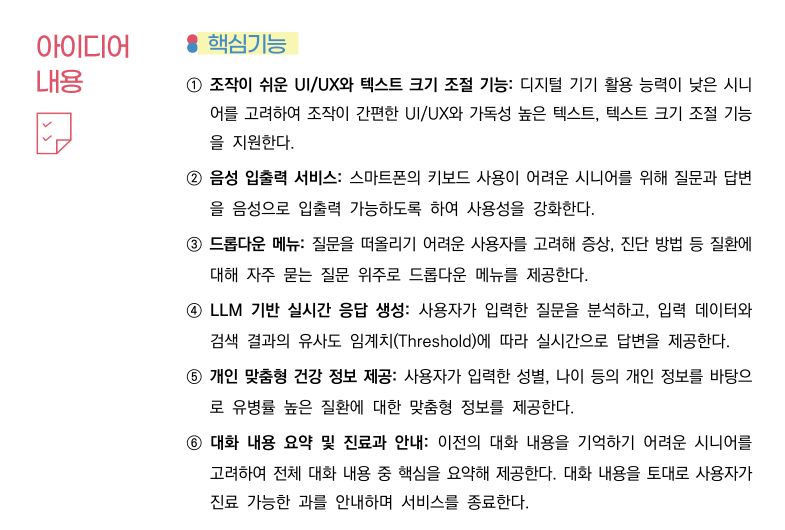 아이디어
내용
핵심기능
① 조작이 쉬운 UI/UX와 텍스트 크기 조절 기능: 디지털 기기 활용 능력이 낮은 시니
어를 고려하여 조작이 간편한 UI/UX와 가독성 높은 텍스트, 텍스트 크기 조절 기능
을 지원한다.
② 음성 입출력 서비스: 스마트폰의 키보드 사용이 어려운 시니어를 위해 질문과 답변
을 음성으로 입출력 가능하도록 하여 사용성을 강화한다.
③ 드롭다운 메뉴: 질문을 떠올리기 어려운 사용자를 고려해 증상, 진단 방법 등 질환에
대해 자주 묻는 질문 위주로 드롭다운 메뉴를 제공한다.
④ LLM 기반 실시간 응답 생성: 사용자가 입력한 질문을 분석하고, 입력 데이터와
검색 결과의 유사도 임계치(Threshold)에 따라 실시간으로 답변을 제공한다.
⑤ 개인 맞춤형 건강 정보 제공: 사용자가 입력한 성별, 나이 등의 개인 정보를 바탕으
로 유병률 높은 질환에 대한 맞춤형 정보를 제공한다.
⑥ 대화 내용 요약 및 진료과 안내: 이전의 대화 내용을 기억하기 어려운 시니어를
고려하여 전체 대화 내용 중 핵심을 요약해 제공한다. 대화 내용을 토대로 사용자가
진료 가능한 과를 안내하며 서비스를 종료한다.